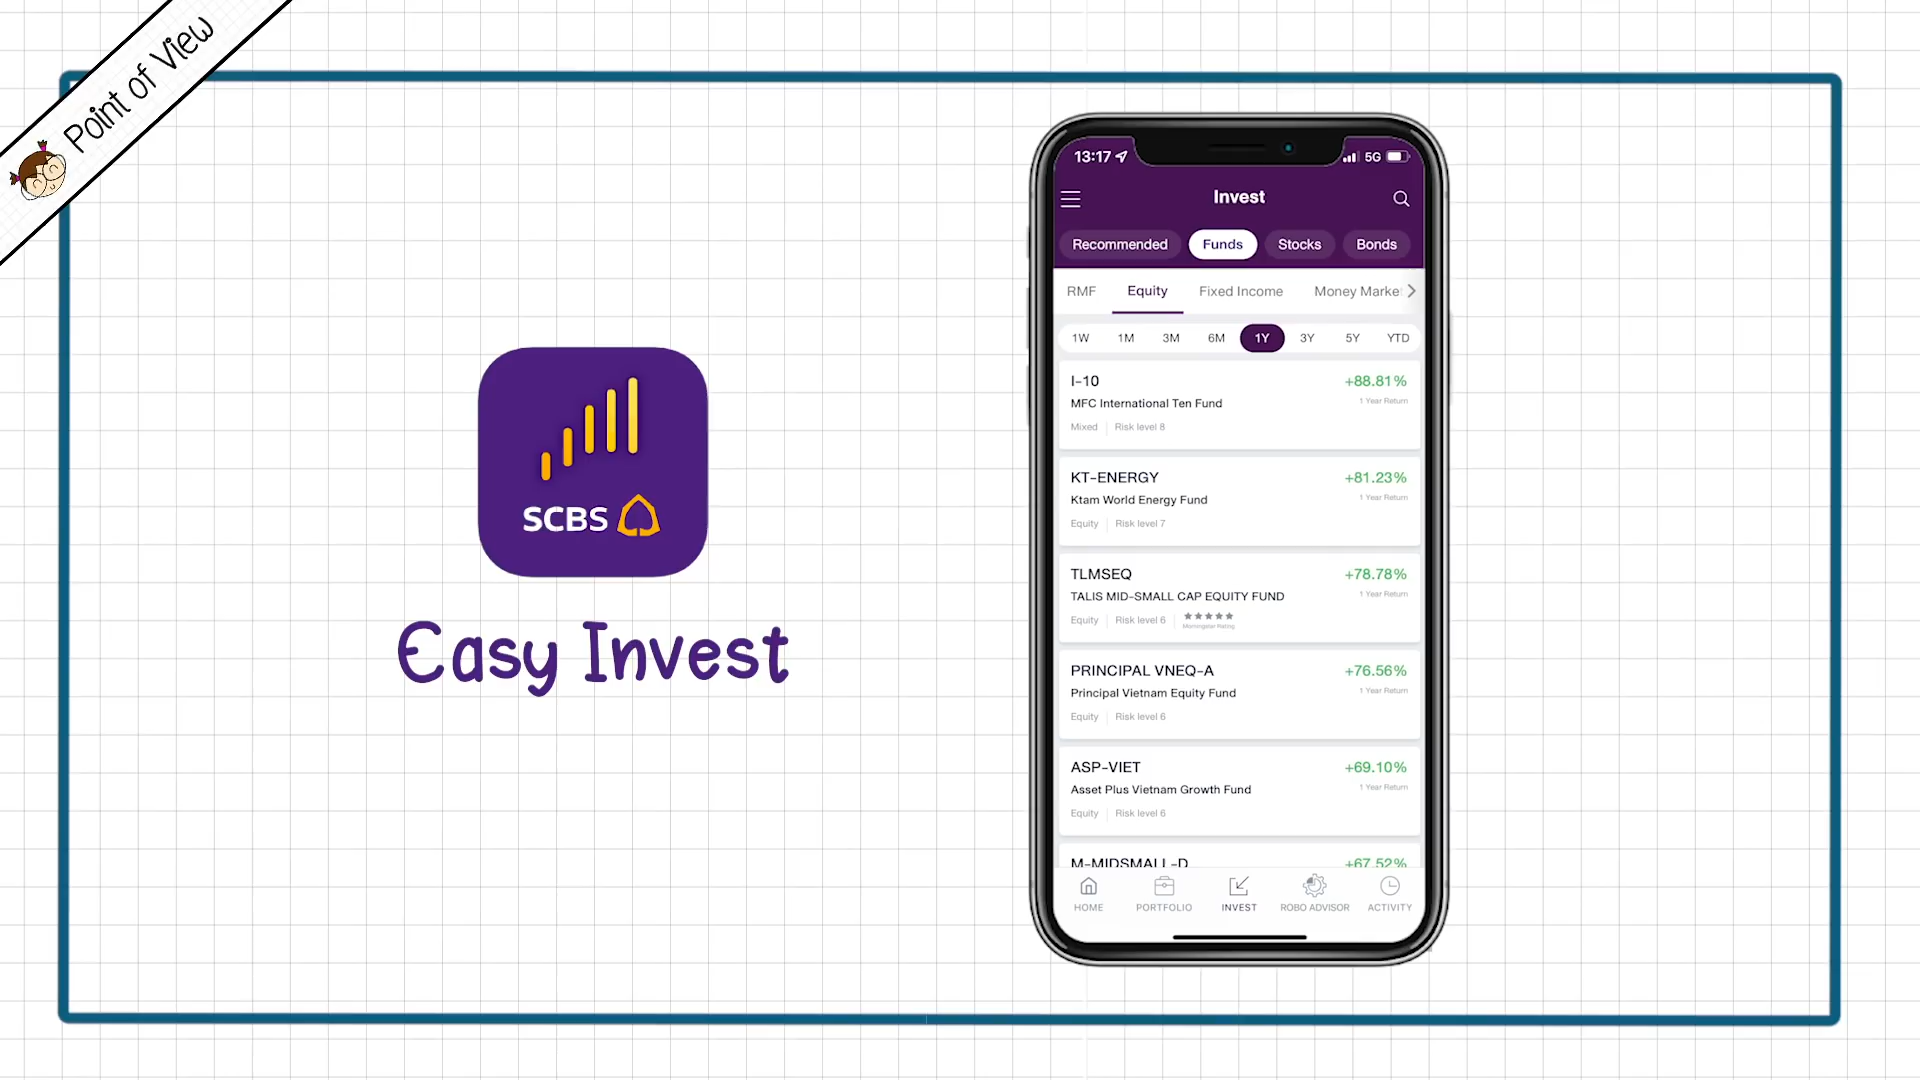 Point of View
SCBS
Easy Invest
13:17
5G
Invest
Recommended
Funds
Stocks
Bonds
RMF
Equity
Fixed Income
Money Marke
1W
1M
3M
6M
1Y
3Y
5Y
YTD
I-10
+88.81%
MFC International Ten Fund
1 Year Return
Mixed
Risk level 8
KT-ENERGY
+81.23%
Ktam World Energy Fund
1 Year Return
Equity
Risk level 7
TLMSEQ
+78.78%
TALIS MID-SMALL CAP EQUITY FUND
1 Year Return
Equity
Risk level 6
Morningstar Rating
PRINCIPAL VNEQ-A
+76.56%
Principal Vietnam Equity Fund
1 Year Return
Equity
Risk level 6
ASP-VIET
+69.10%
Asset Plus Vietnam Growth Fund
1 Year Return
Equity
Risk level 6
M-MIDSMALL-D
+67.52%
HOME
PORTFOLIO
INVEST
ROBO ADVISOR
ACTIVITY